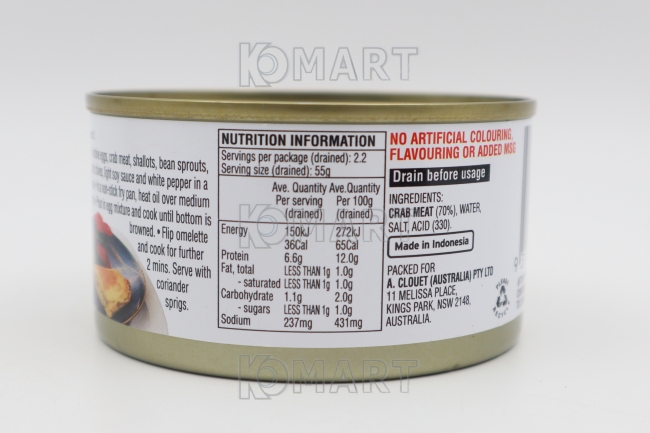 KOMART
eggs, crab meat, shallots, bean sprouts,
light soy sauce and white pepper in a
fry pan, heat oil over medium
egg mixture and cook until bottom is
browned. • Flip omelette
and cook for further
2 mins. Serve with
coriander
sprigs.
NUTRITION INFORMATION
Servings per package (drained): 2.2
Serving size (drained): 55g
Ave. Quantity Ave.Quantity
Per serving Per 100g
(drained) (drained)
Energy 150kJ 272kJ
36Cal 65Cal
Protein 6.6g 12.0g
Fat, total LESS THAN 1g 1.0g
- saturated LESS THAN 1g 1.0g
Carbohydrate 1.1g 2.0g
- sugars LESS THAN 1g 1.0g
Sodium 237mg 431mg
NO ARTIFICIAL COLOURING,
FLAVOURING OR ADDED MSG
Drain before usage
INGREDIENTS:
CRAB MEAT (70%), WATER,
SALT, ACID (330).
Made in Indonesia
PACKED FOR
A. CLOUET (AUSTRALIA) PTY LTD
11 MELISSA PLACE,
KINGS PARK, NSW 2148,
AUSTRALIA.
KOMART